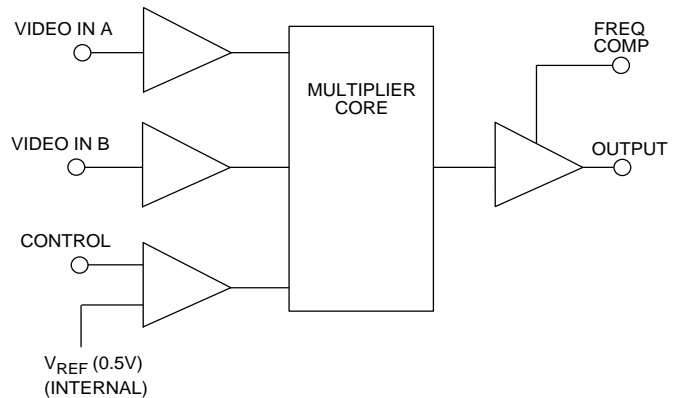 VIDEO IN A
FREQ
COMP
MULTIPLIER
CORE
VIDEO IN B
OUTPUT
CONTROL
VREF (0.5V)
(INTERNAL)